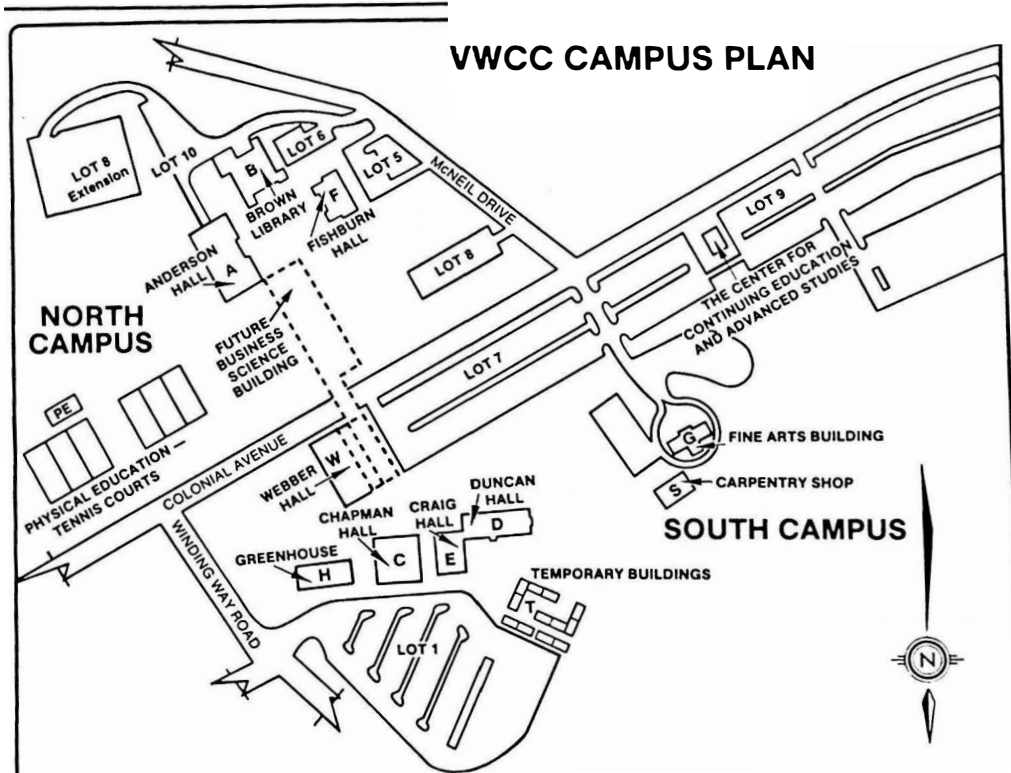 VWCC CAMPUS PLAN
LOT 8
Extension
LOT 10
B
LOT 6
LOT 5
McNEIL DRIVE
BROWN
LIBRARY
F
FISHBURN
HALL
ANDERSON
HALL
A
LOT 8
LOT 9
L
THE CENTER FOR
CONTINUING EDUCATION
AND ADVANCED STUDIES
NORTH
CAMPUS
FUTURE
BUSINESS
SCIENCE
BUILDING
LOT 7
PE
PHYSICAL EDUCATION —
TENNIS COURTS
COLONIAL AVENUE
WEBBER
HALL
W
G
FINE ARTS BUILDING
S
CARPENTRY SHOP
SOUTH CAMPUS
WINDING WAY ROAD
CHAPMAN
HALL
C
CRAIG
HALL
E
DUNCAN
HALL
D
GREENHOUSE
H
TEMPORARY BUILDINGS
T
LOT 1
N